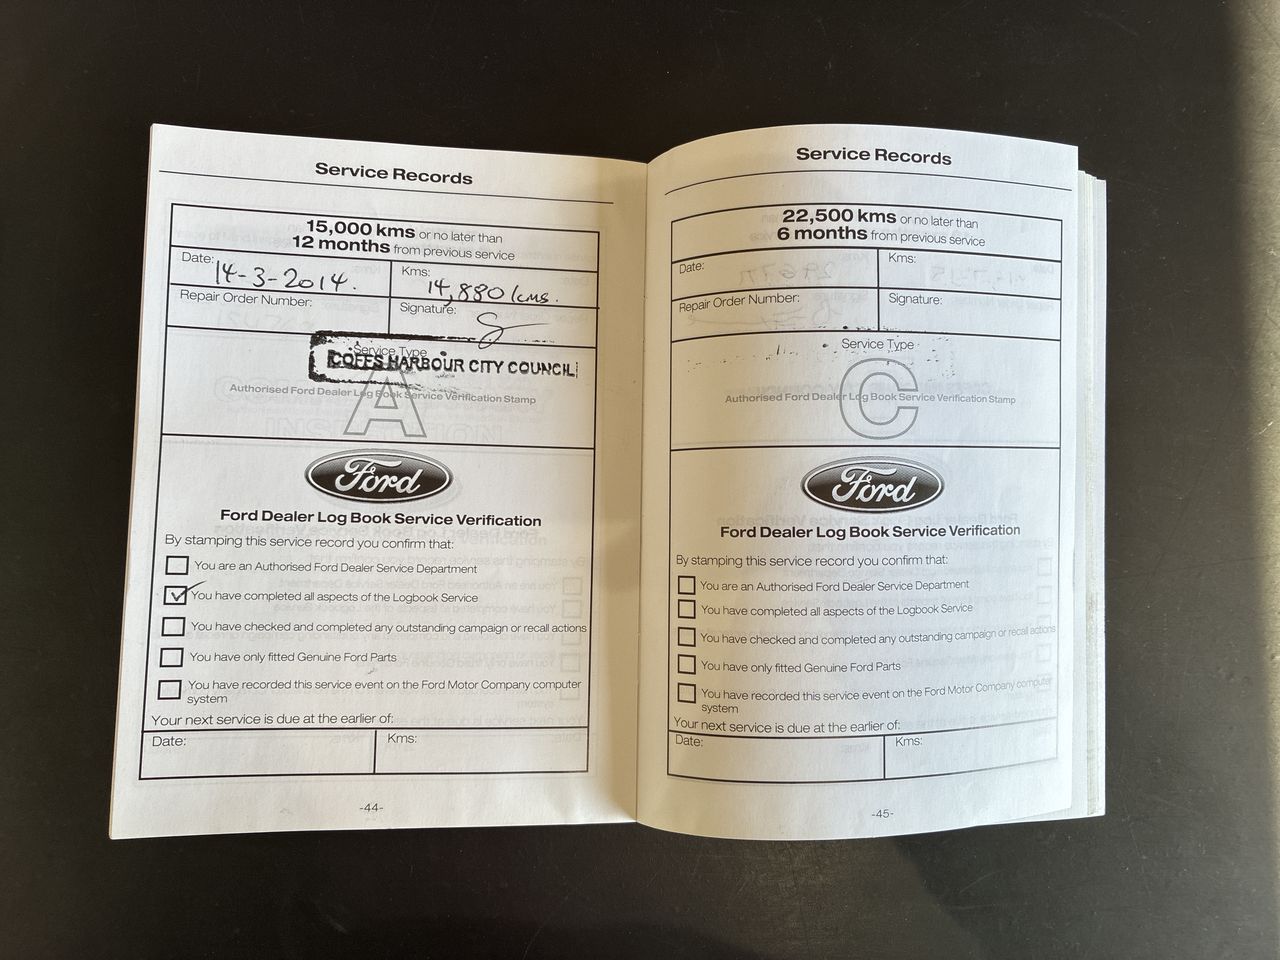 Service Records
15,000 kms or no later than
12 months from previous service
Date: 14-3-2014.
Kms: 14,880 kms.
Repair Order Number:
Signature:
Service Type
COFFS HARBOUR CITY COUNCIL
Authorised Ford Dealer Log Book Service Verification Stamp
A
Ford
Ford Dealer Log Book Service Verification
By stamping this service record you confirm that:
You are an Authorised Ford Dealer Service Department
You have completed all aspects of the Logbook Service
You have checked and completed any outstanding campaign or recall actions
You have only fitted Genuine Ford Parts
You have recorded this service event on the Ford Motor Company computer
system
Your next service is due at the earlier of:
Date:
Kms:
-44-
Service Records
22,500 kms or no later than
6 months from previous service
Date:
Kms:
Repair Order Number:
Signature:
Service Type
Authorised Ford Dealer Log Book Service Verification Stamp
C
Ford
Ford Dealer Log Book Service Verification
By stamping this service record you confirm that:
You are an Authorised Ford Dealer Service Department
You have completed all aspects of the Logbook Service
You have checked and completed any outstanding campaign or recall actions
You have only fitted Genuine Ford Parts
You have recorded this service event on the Ford Motor Company computer
system
Your next service is due at the earlier of:
Date:
Kms:
-45-